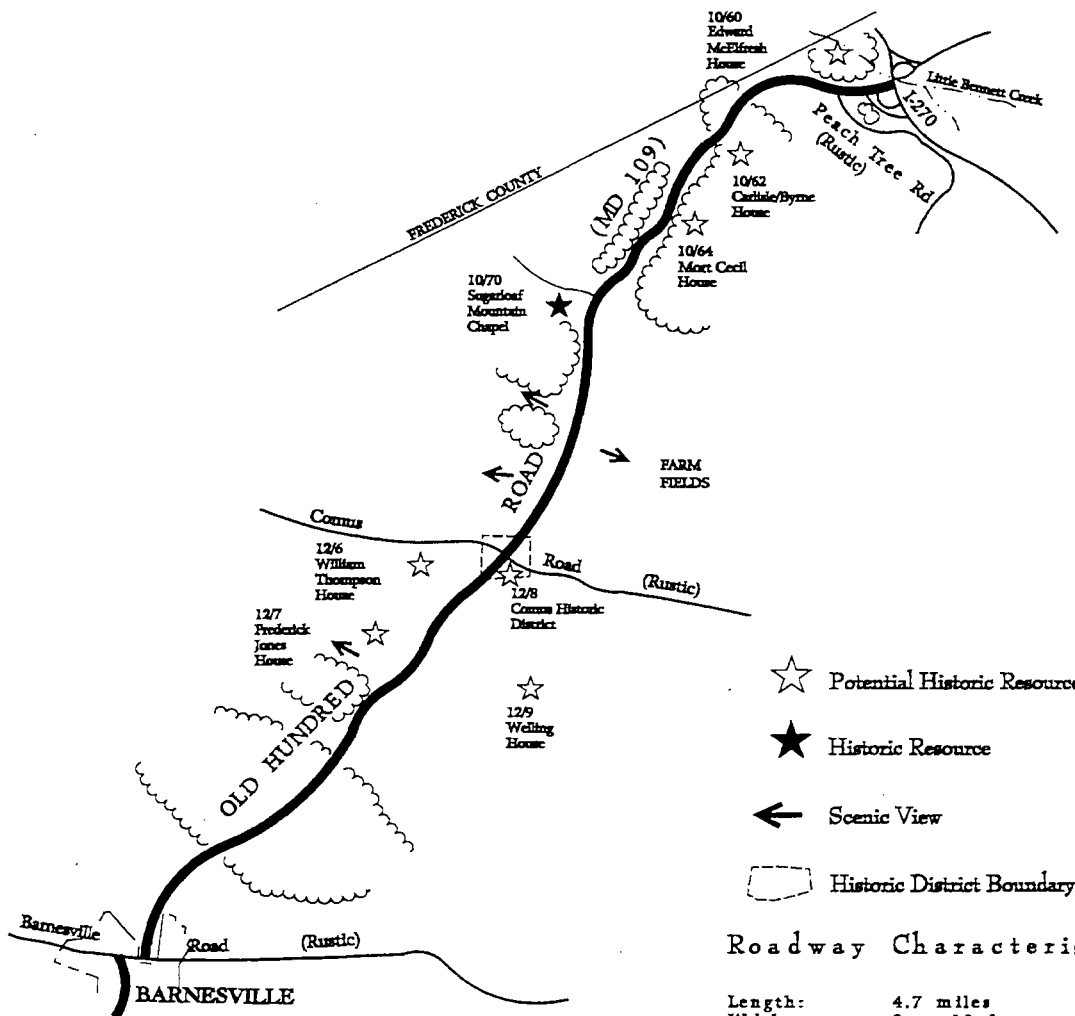 10/60
Edward
McElfresh
House
Little Bennett Creek
I-270
Peach Tree Rd
(Rustic)
FREDERICK COUNTY
(MD 109)
10/62
Carlisle/Byrne
House
10/64
Mort Cecil
House
10/70
Sugarloaf
Mountain
Chapel
ROAD
FARM
FIELDS
Comus
Road
(Rustic)
12/6
William
Thompson
House
12/8
Comus Historic
District
12/7
Frederick
Jones
House
12/9
Welling
House
OLD HUNDRED
Potential Historic Resource
Historic Resource
Scenic View
Historic District Boundary
Barnesville
Road
(Rustic)
BARNESVILLE
Roadway Characteris
Length: 4.7 miles